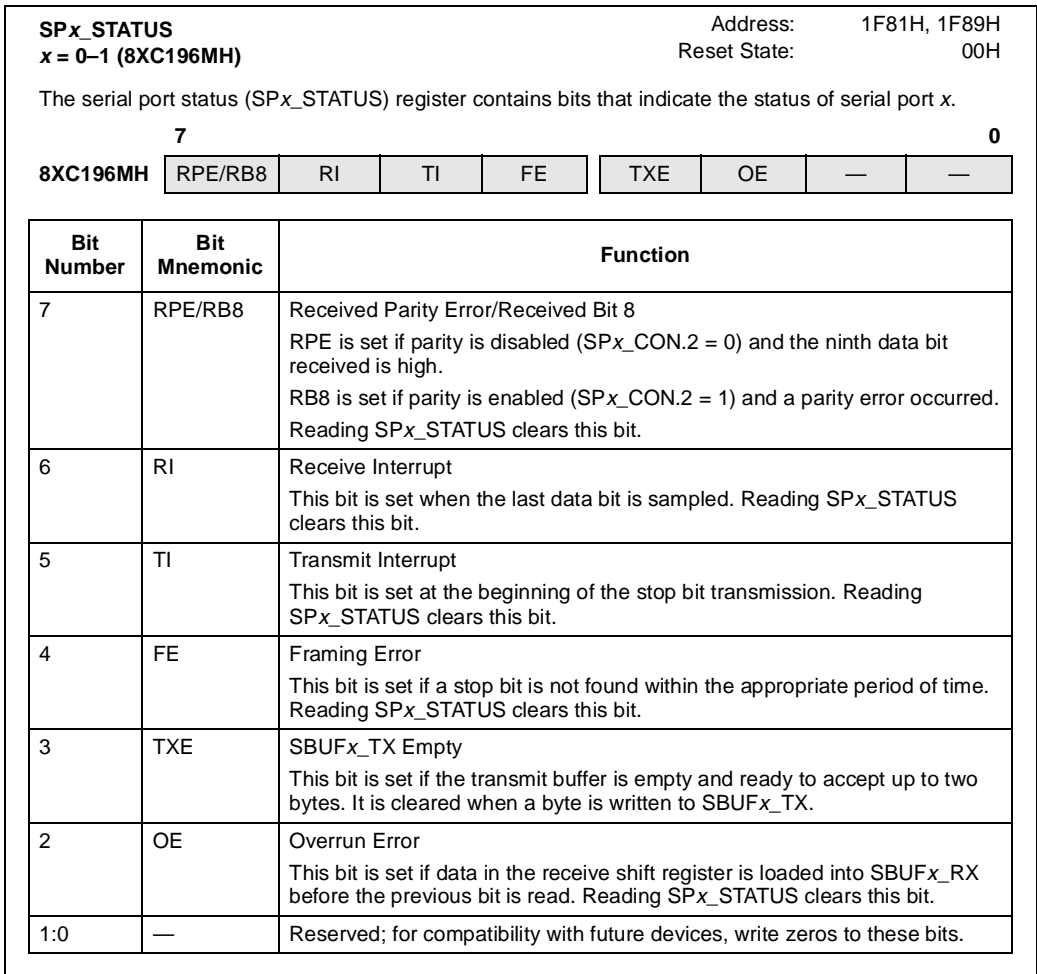 SPx_STATUS
x = 0–1 (8XC196MH)
Address: 1F81H, 1F89H
Reset State: 00H
The serial port status (SPx_STATUS) register contains bits that indicate the status of serial port x.
7 0
8XC196MH RPE/RB8 RI TI FE TXE OE — —
Bit Number Bit Mnemonic Function
7 RPE/RB8 Received Parity Error/Received Bit 8
RPE is set if parity is disabled (SPx_CON.2 = 0) and the ninth data bit
received is high.
RB8 is set if parity is enabled (SPx_CON.2 = 1) and a parity error occurred.
Reading SPx_STATUS clears this bit.
6 RI Receive Interrupt
This bit is set when the last data bit is sampled. Reading SPx_STATUS
clears this bit.
5 TI Transmit Interrupt
This bit is set at the beginning of the stop bit transmission. Reading
SPx_STATUS clears this bit.
4 FE Framing Error
This bit is set if a stop bit is not found within the appropriate period of time.
Reading SPx_STATUS clears this bit.
3 TXE SBUFx_TX Empty
This bit is set if the transmit buffer is empty and ready to accept up to two
bytes. It is cleared when a byte is written to SBUFx_TX.
2 OE Overrun Error
This bit is set if data in the receive shift register is loaded into SBUFx_RX
before the previous bit is read. Reading SPx_STATUS clears this bit.
1:0 — Reserved; for compatibility with future devices, write zeros to these bits.